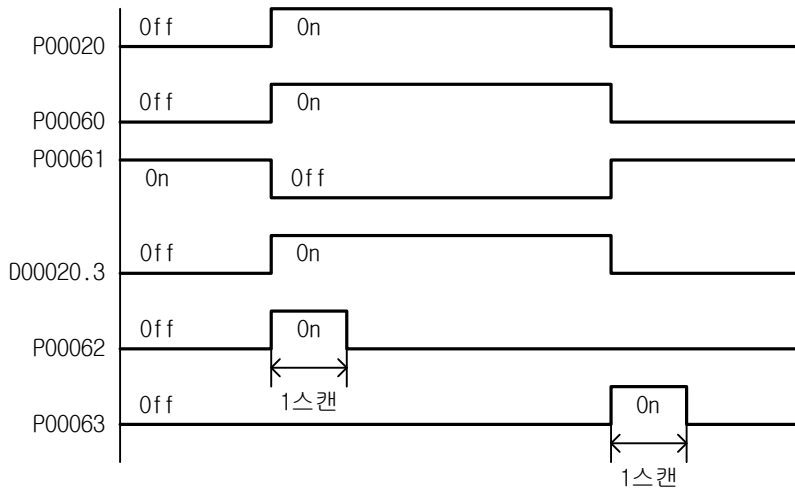 P00020 Off On
P00060 Off On
P00061 On Off
D00020.3 Off On
P00062 Off On
1스캔
P00063 Off On
1스캔